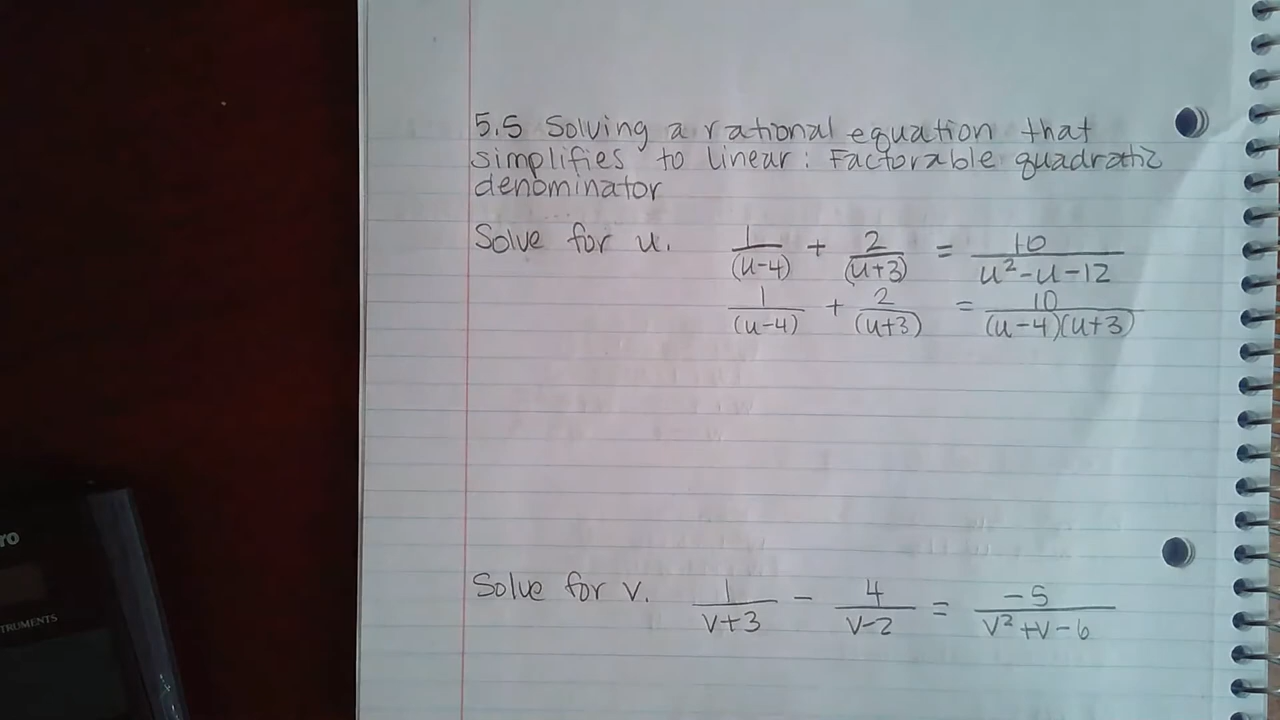 5.5 Solving a rational equation that
simplifies to linear: Factorable quadratic
denominator
Solve for u. 1/(u-4) + 2/(u+3) = 10/(u²-u-12)
1/(u-4) + 2/(u+3) = 10/((u-4)(u+3))
Solve for v. 1/(v+3) - 4/(v-2) = -5/(v²+v-6)
ro
TRUMENTS